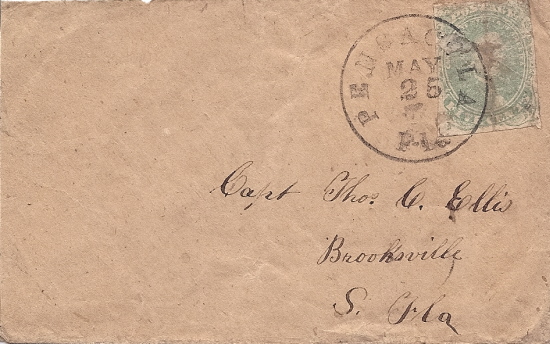 PENSACOLA
MAY
25
Fla
Capt Thos C. Ellis
Brooksville
S. Fla